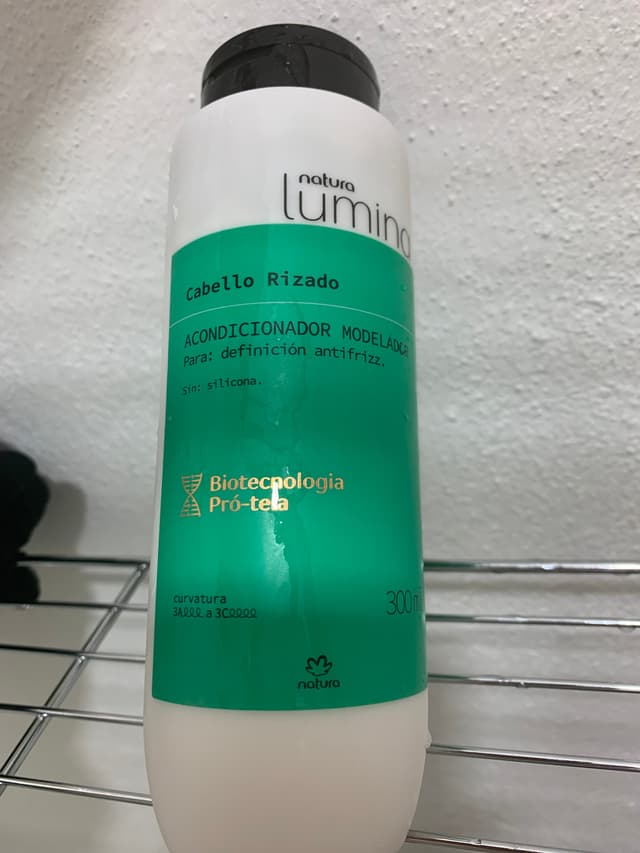 natura
lumina
Cabello Rizado
ACONDICIONADOR MODELADOR
Para: definición antifrizz.
Sin: silicona.
Biotecnologia
Pró-teia
curvatura
3A a 3C
300 ml
natura